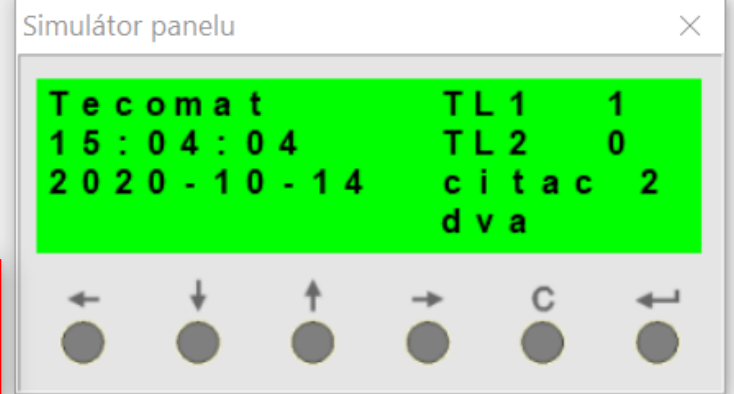 Simulátor panelu
Tecomat TL1 1
15:04:04 TL2 0
2020-10-14 citac 2
dva
C